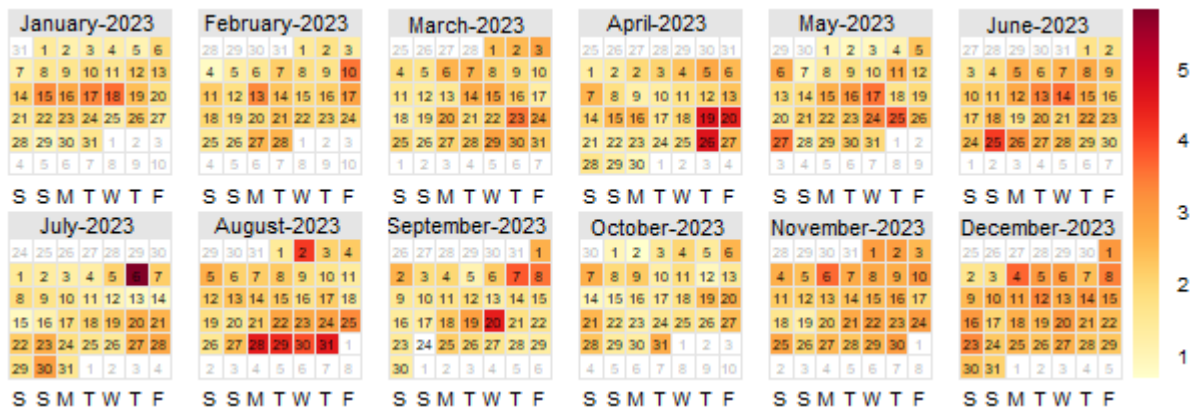 January-2023
31 1 2 3 4 5 6
7 8 9 10 11 12 13
14 15 16 17 18 19 20
21 22 23 24 25 26 27
28 29 30 31 1 2 3
4 5 6 7 8 9 10
S S M T W T F
February-2023
28 29 30 31 1 2 3
4 5 6 7 8 9 10
11 12 13 14 15 16 17
18 19 20 21 22 23 24
25 26 27 28 1 2 3
4 5 6 7 8 9 10
S S M T W T F
March-2023
25 26 27 28 1 2 3
4 5 6 7 8 9 10
11 12 13 14 15 16 17
18 19 20 21 22 23 24
25 26 27 28 29 30 31
1 2 3 4 5 6 7
S S M T W T F
April-2023
25 26 27 28 29 30 31
1 2 2 3 4 5 6
7 8 9 10 11 12 13
14 15 16 17 18 19 20
21 22 23 24 25 26 27
28 29 30 1 2 3 4
S S M T W T F
May-2023
29 30 1 2 3 4 5
6 7 8 9 10 11 12
13 14 15 16 17 18 19
20 21 22 23 24 25 26
27 28 29 30 31 1 2
3 4 5 6 7 8 9
S S M T W T F
June-2023
27 28 29 30 31 1 2
3 4 5 6 7 8 9
10 11 12 13 14 15 16
17 18 19 20 21 22 23
24 25 26 27 28 29 30
1 2 3 4 5 6 7
S S M T W T F
5
4
3
2
1
July-2023
24 25 26 27 28 29 30
1 2 3 4 5 6 7
8 9 10 11 12 13 14
15 16 17 18 19 20 21
22 23 24 25 26 27 28
29 30 31 1 2 3 4
S S M T W T F
August-2023
29 30 31 1 2 3 4
5 6 7 8 9 10 11
12 13 14 15 16 17 18
19 20 21 22 23 24 25
26 27 28 29 30 31 1
2 3 4 5 6 7 8
S S M T W T F
September-2023
26 27 28 29 30 31 1
2 3 4 5 6 7 8
9 10 11 12 13 14 15
16 17 18 19 20 21 22
23 24 25 26 27 28 29
30 1 2 3 4 5 6
S S M T W T F
October-2023
30 1 2 3 4 5 6
7 8 9 10 11 12 13
14 15 16 17 18 19 20
21 22 23 24 25 26 27
28 29 30 31 1 2 3
4 5 6 7 8 9 10
S S M T W T F
November-2023
28 29 30 31 1 2 3
4 5 6 7 8 9 10
11 12 13 14 15 16 17
18 19 20 21 22 23 24
25 26 27 28 29 30 1
2 3 4 5 6 7 8
S S M T W T F
December-2023
25 26 27 28 29 30 1
2 3 4 5 6 7 8
9 10 11 12 13 14 15
16 17 18 19 20 21 22
23 24 25 26 27 28 29
30 31 1 2 3 4 5
S S M T W T F